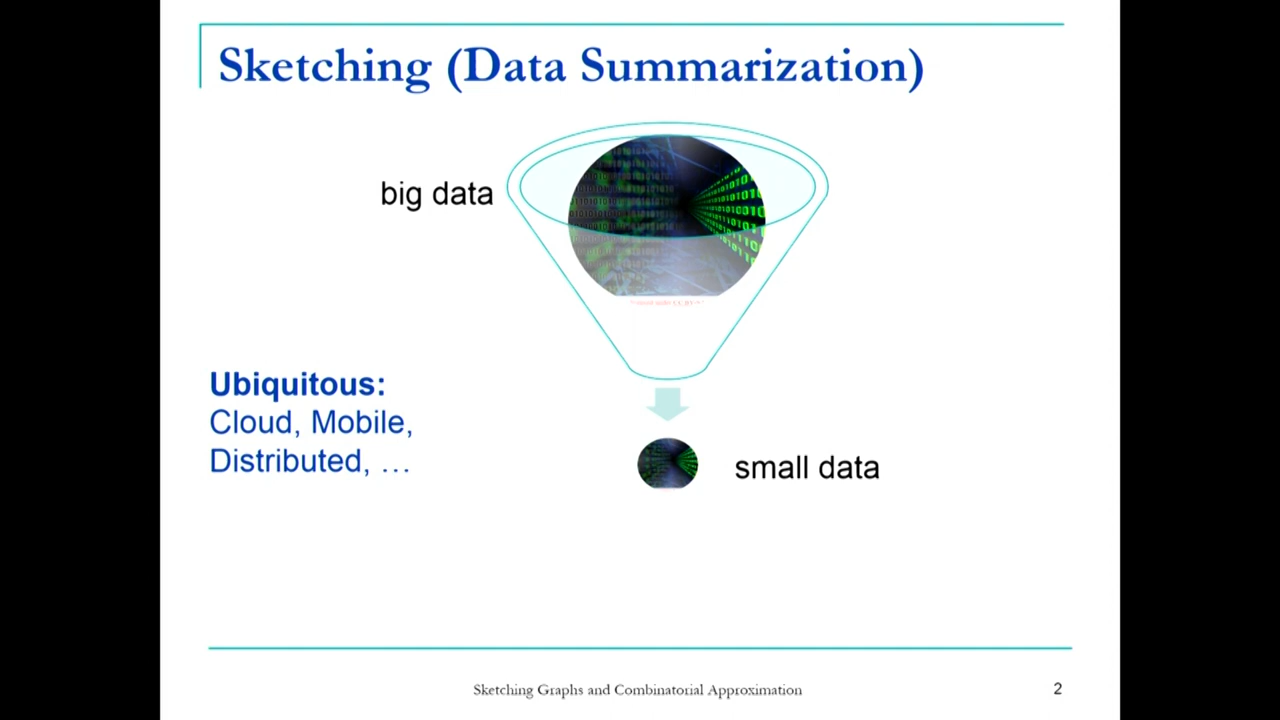 Sketching (Data Summarization)
big data
Ubiquitous:
Cloud, Mobile,
Distributed, …
small data
Sketching Graphs and Combinatorial Approximation
2